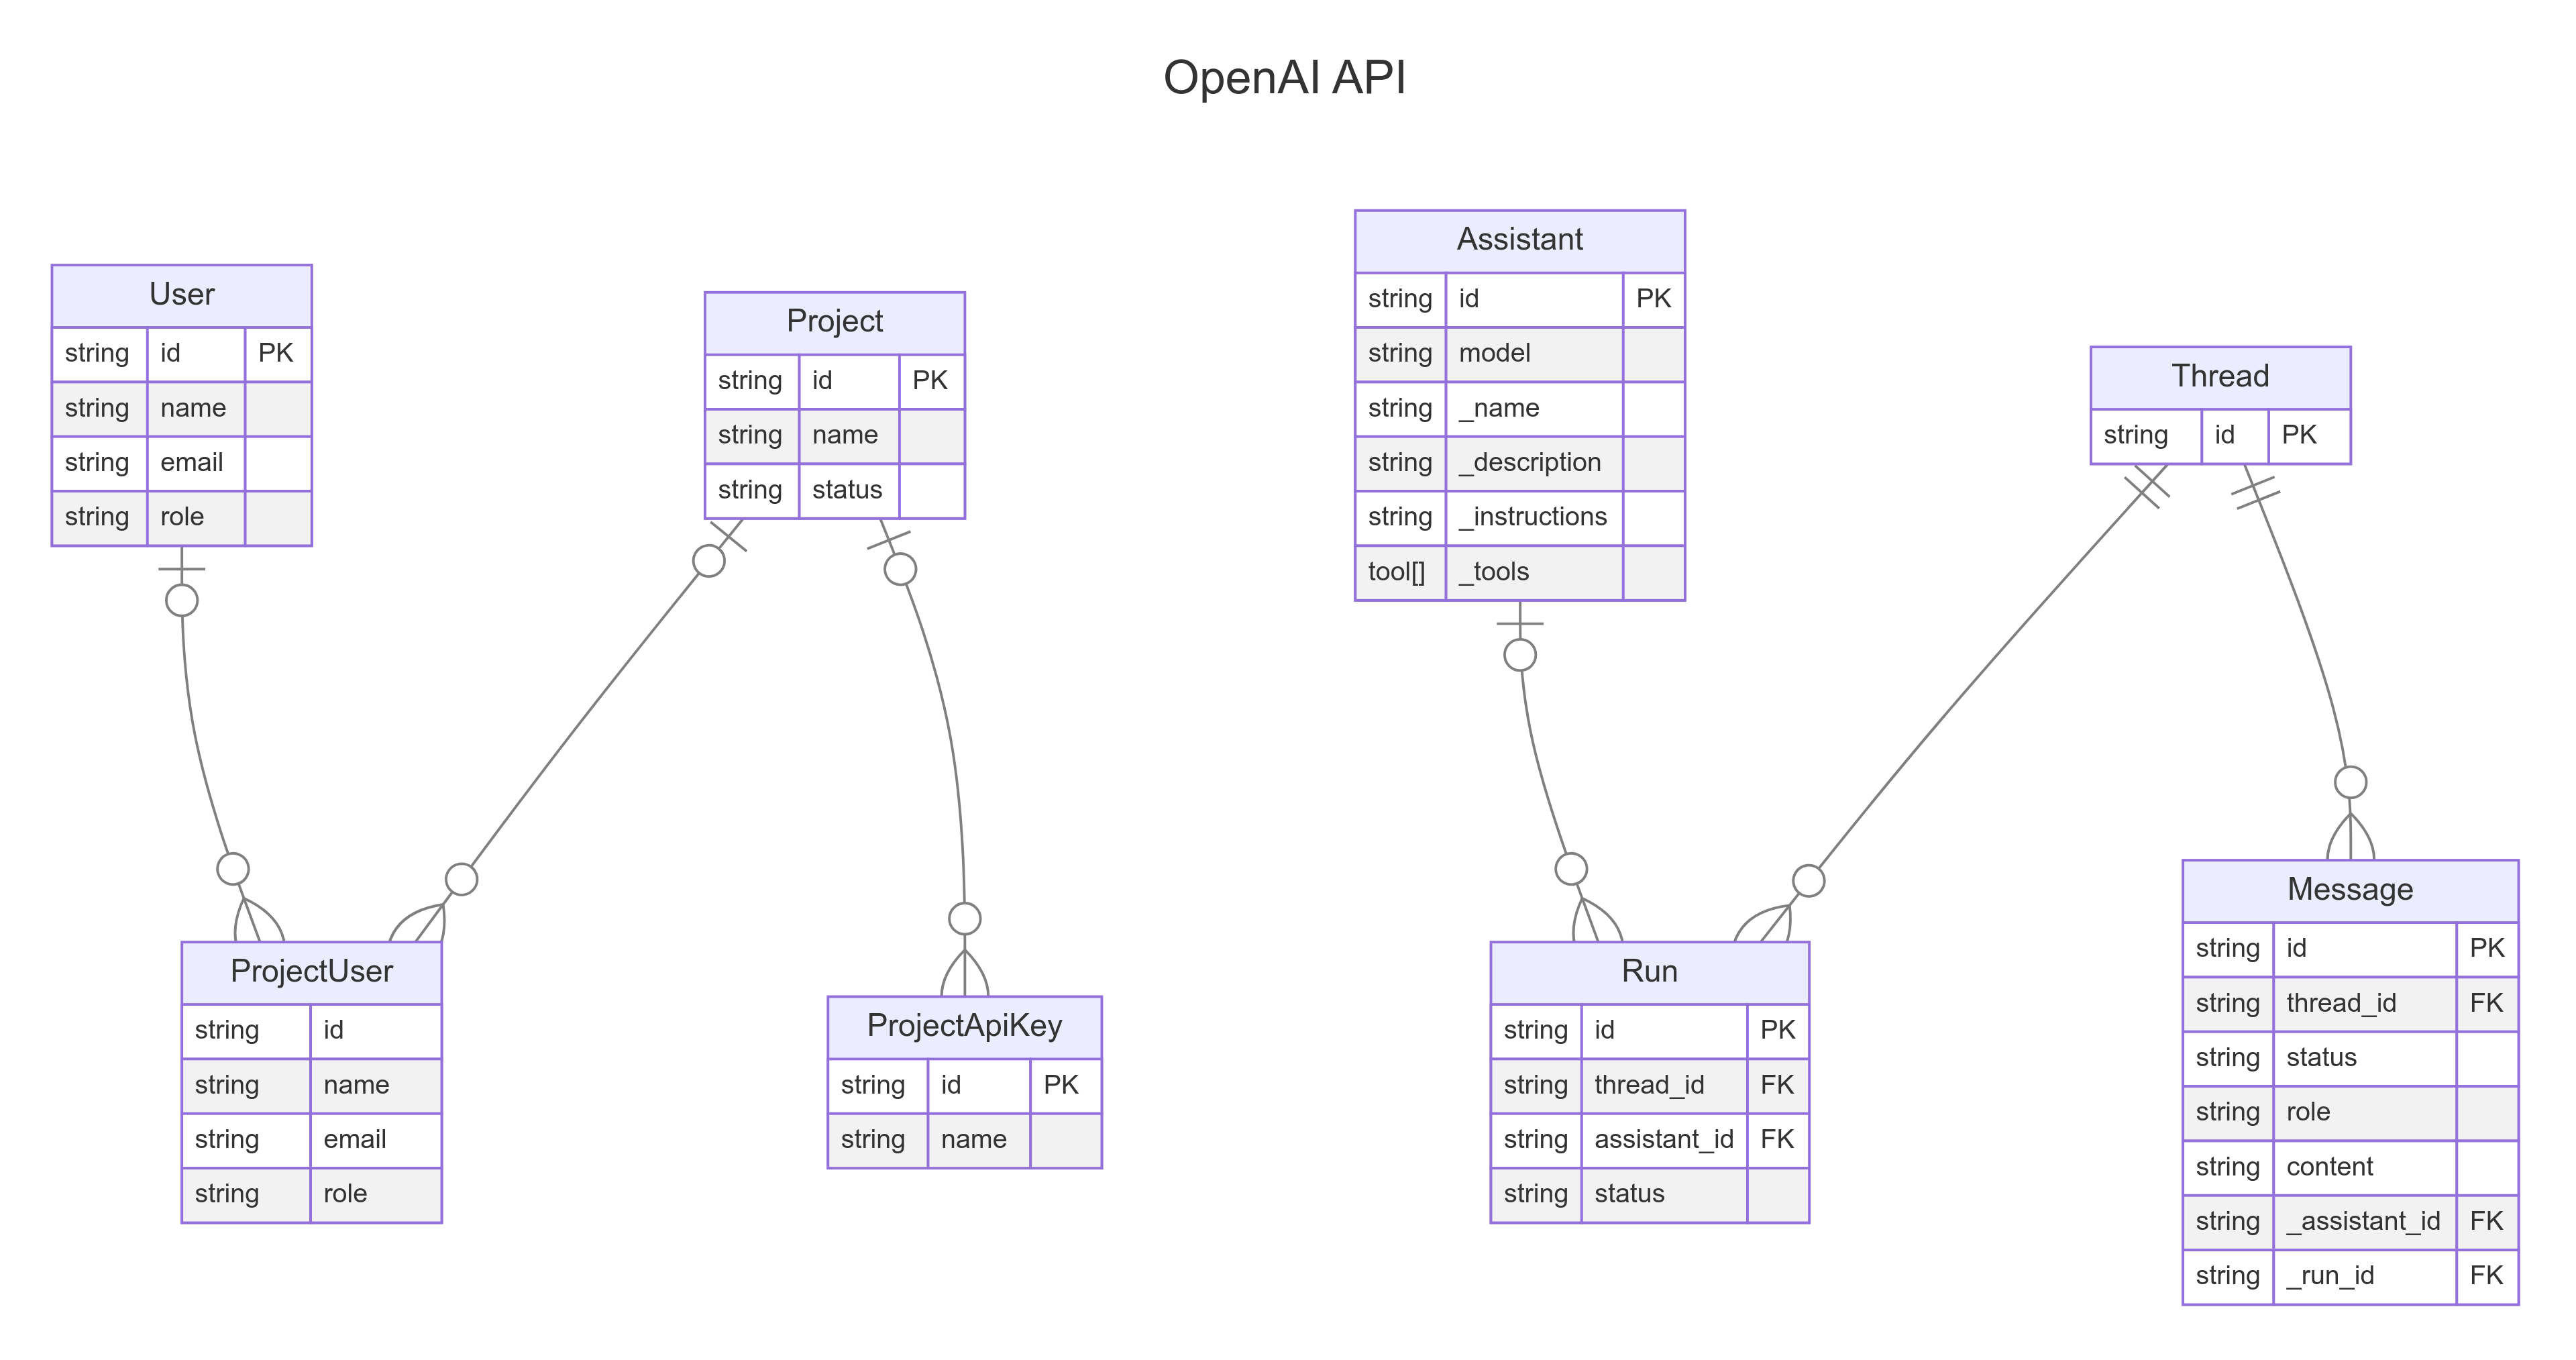 OpenAI API
User
string id PK
string name
string email
string role
Project
string id PK
string name
string status
Assistant
string id PK
string model
string _name
string _description
string _instructions
tool[] _tools
Thread
string id PK
ProjectUser
string id
string name
string email
string role
ProjectApiKey
string id PK
string name
Run
string id PK
string thread_id FK
string assistant_id FK
string status
Message
string id PK
string thread_id FK
string status
string role
string content
string _assistant_id FK
string _run_id FK